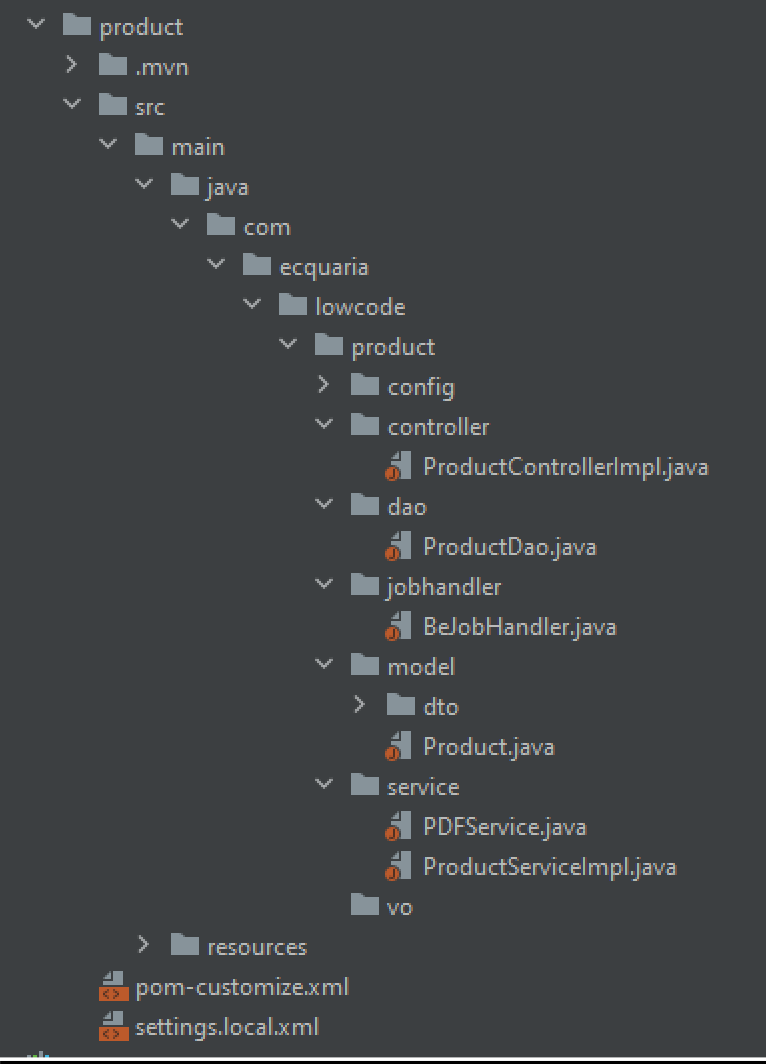 product
.mvn
src
main
java
com
ecquaria
lowcode
product
config
controller
ProductControllerImpl.java
dao
ProductDao.java
jobhandler
BeJobHandler.java
model
dto
Product.java
service
PDFService.java
ProductServiceImpl.java
vo
resources
pom-customize.xml
settings.local.xml